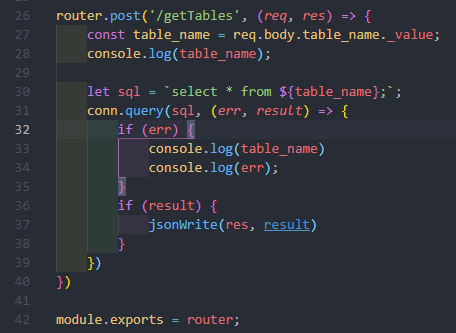 26 router.post('/getTables', (req, res) => {
27     const table_name = req.body.table_name._value;
28     console.log(table_name);
29
30     let sql = `select * from ${table_name};`;
31     conn.query(sql, (err, result) => {
32         if (err) {
33             console.log(table_name)
34             console.log(err);
35         }
36         if (result) {
37             jsonWrite(res, result)
38         }
39     })
40 })
41
42 module.exports = router;